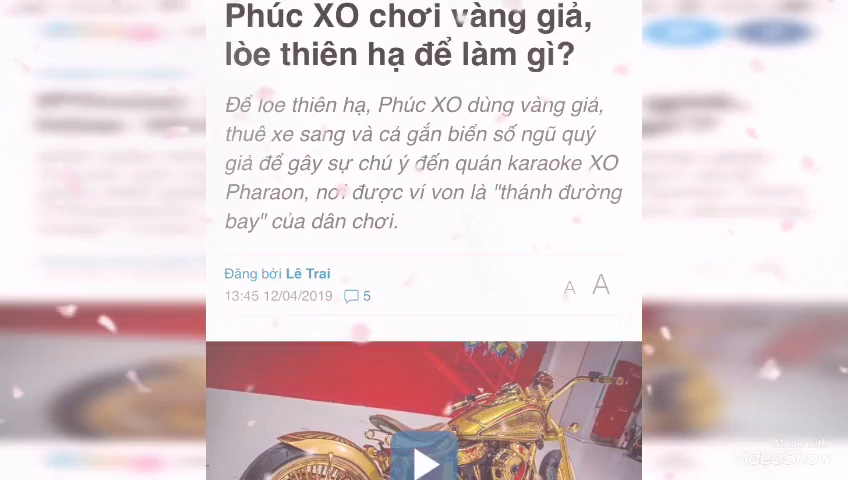 Phúc XO chơi vàng giả,
lòe thiên hạ để làm gì?
Để lòe thiên hạ, Phúc XO dùng vàng giả,
thuê xe sang và cả gắn biển số ngũ quý
giả để gây sự chú ý đến quán karaoke XO
Pharaon, nơi được ví von là "thánh đường
bay" của dân chơi.
Đăng bởi Lê Trai
13:45 12/04/2019 5
A A
Made with
VideoShow